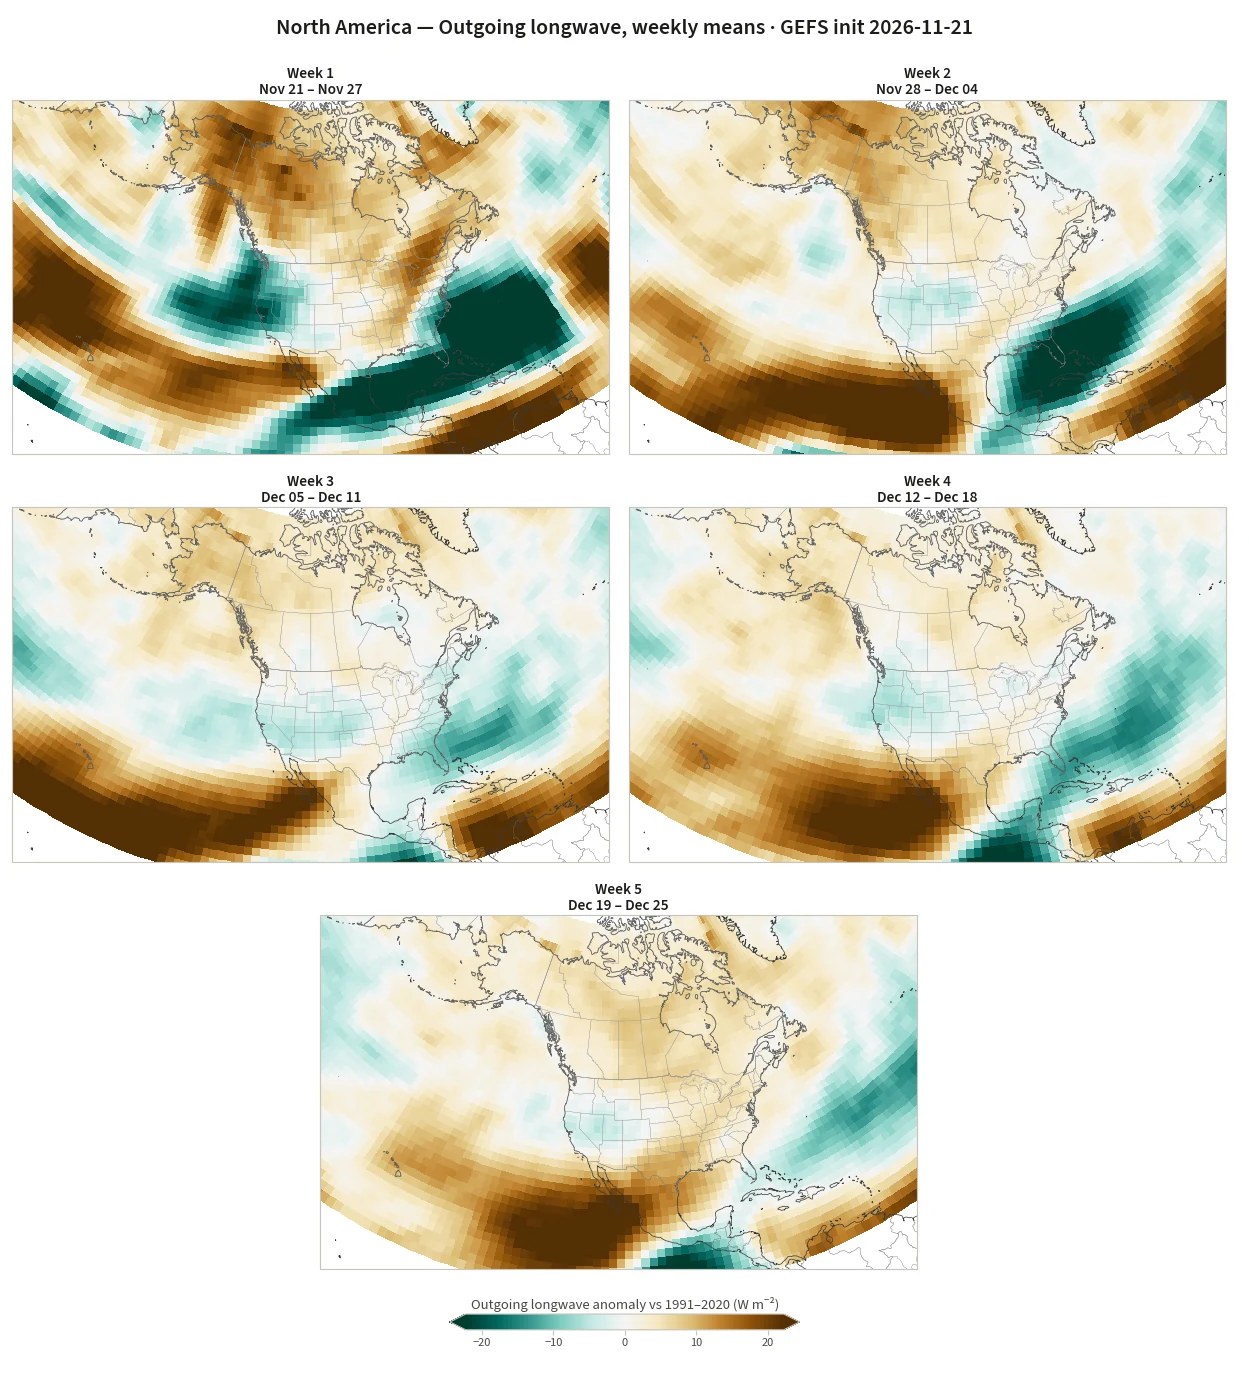 North America — Outgoing longwave, weekly means · GEFS init 2026-11-21
Week 1
Nov 21 – Nov 27
Week 2
Nov 28 – Dec 04
Week 3
Dec 05 – Dec 11
Week 4
Dec 12 – Dec 18
Week 5
Dec 19 – Dec 25
Outgoing longwave anomaly vs 1991–2020 (W m⁻²)
−20 −10 0 10 20